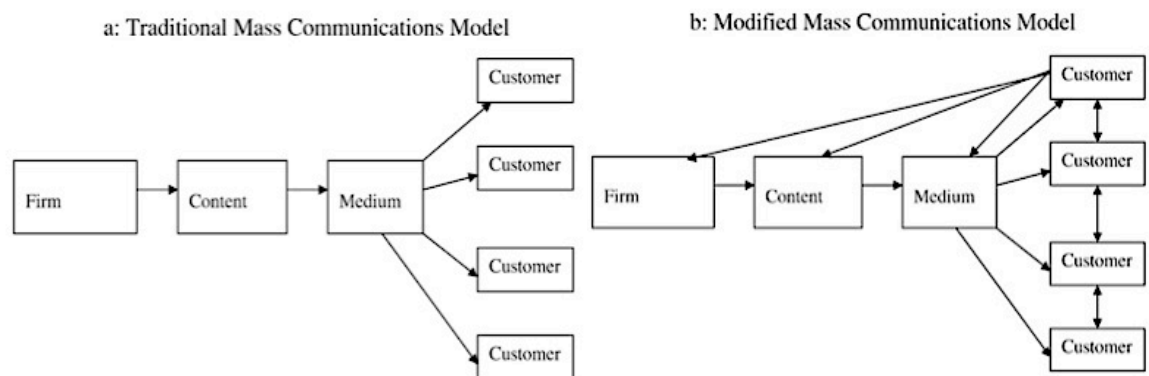 a: Traditional Mass Communications Model
Customer
Customer
Firm
Content
Medium
Customer
Customer
b: Modified Mass Communications Model
Customer
Customer
Firm
Content
Medium
Customer
Customer